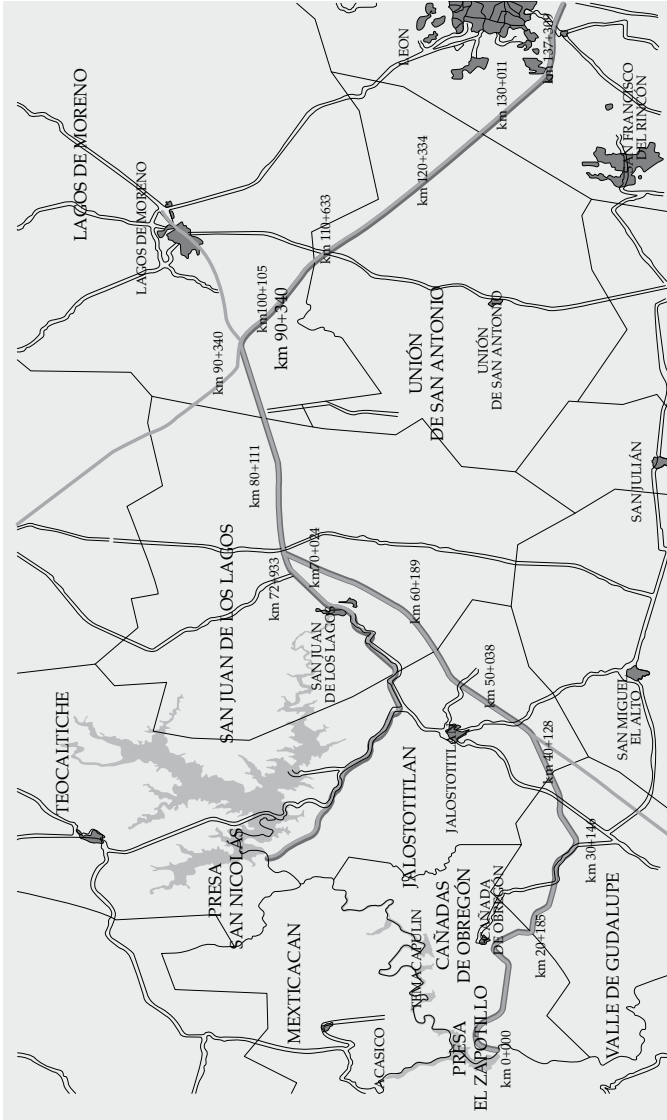 LEON
km 137+307
km 130+011
SAN FRANCISCO
DEL RINCÓN
km 120+334
LAGOS DE MORENO
LAGOS DE MORENO
km 110+633
km100+105
km 90+340
km 90+340
UNIÓN
DE SAN ANTONIO
UNIÓN
DE SAN ANTONIO
km 80+111
SAN JULIÁN
SAN JUAN DE LOS LAGOS
km 72+933
km70+024
SAN JUAN
DE LOS LAGOS
km 60+189
TEOCALTICHE
km 50+038
SAN MIGUEL
EL ALTO
JALOSTOTITLAN
JALOSTOTITLAN
km 40+128
km 30+146
PRESA
SAN NICOLÁS
CAÑADAS
DE OBREGÓN
CAÑADA
DE OBREGÓN
TEMACAPULIN
km 20+185
MEXTICACAN
VALLE DE GUDALUPE
ACASICO
PRESA
EL ZAPOTILLO
km 0+000